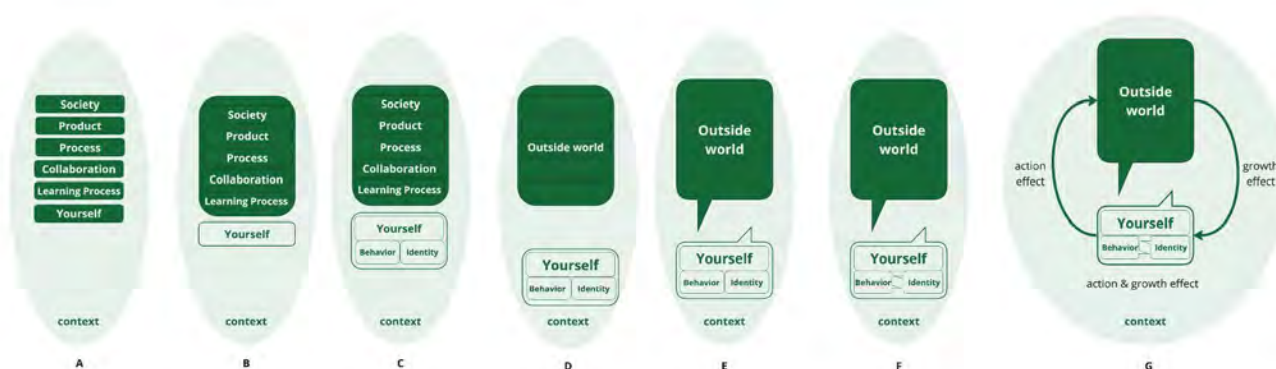 Society
Product
Process
Collaboration
Learning Process
Yourself
context
A
Society
Product
Process
Collaboration
Learning Process
Yourself
context
B
Society
Product
Process
Collaboration
Learning Process
Yourself
Behavior Identity
context
C
Outside world
Yourself
Behavior Identity
context
D
Outside
world
Yourself
Behavior Identity
context
E
Outside
world
Yourself
Behavior Identity
context
F
Outside
world
action
effect
growth
effect
Yourself
Behavior Identity
action & growth effect
context
G